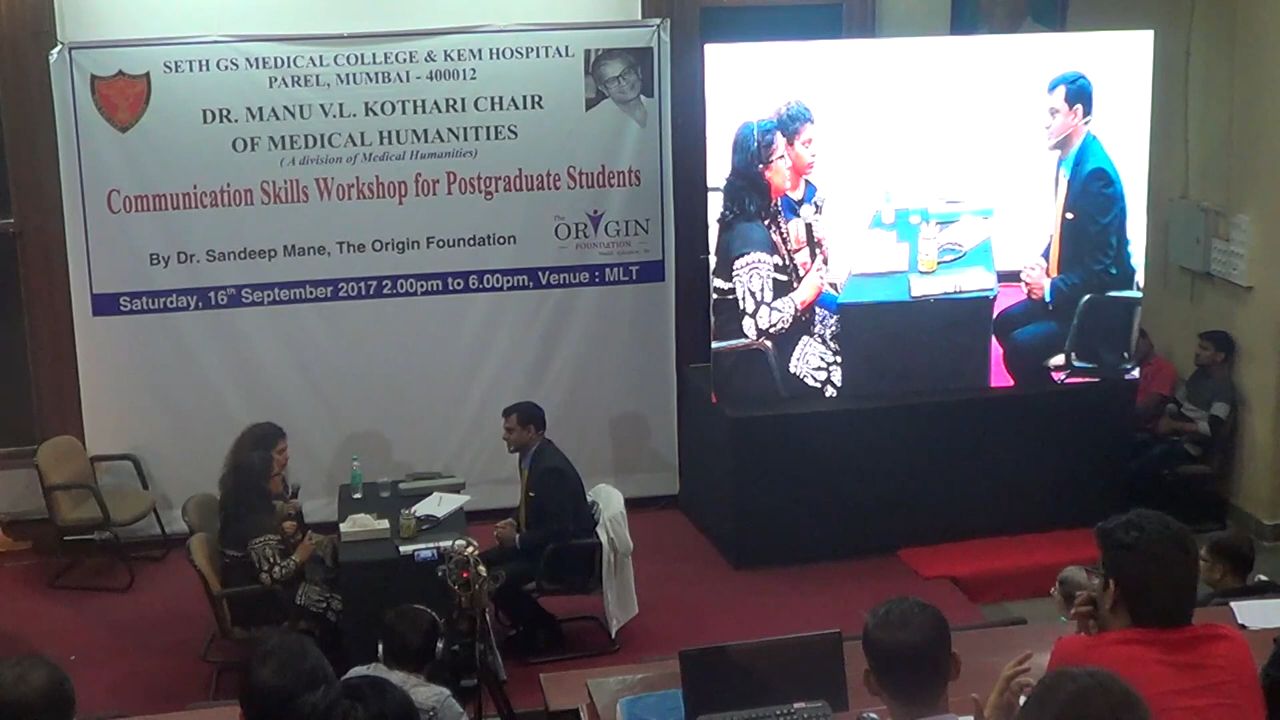 SETH GS MEDICAL COLLEGE & KEM HOSPITAL
PAREL, MUMBAI - 400012
DR. MANU V.L. KOTHARI CHAIR
OF MEDICAL HUMANITIES
( A division of Medical Humanities)
Communication Skills Workshop for Postgraduate Students
The
ORIGIN
FOUNDATION
By Dr. Sandeep Mane, The Origin Foundation
Saturday, 16th September 2017 2.00pm to 6.00pm, Venue : MLT